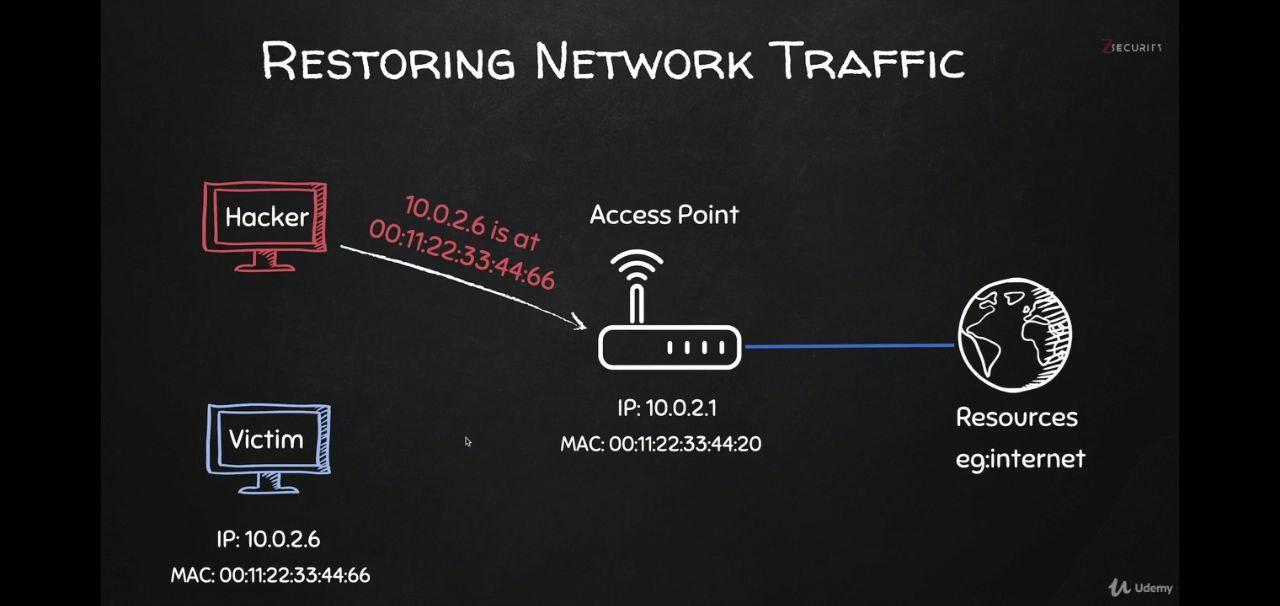 RESTORING NETWORK TRAFFIC
ZSECURITY
Hacker
10.0.2.6 is at
00:11:22:33:44:66
Access Point
Victim
IP: 10.0.2.1
MAC: 00:11:22:33:44:20
Resources
eg:internet
IP: 10.0.2.6
MAC: 00:11:22:33:44:66
Udemy